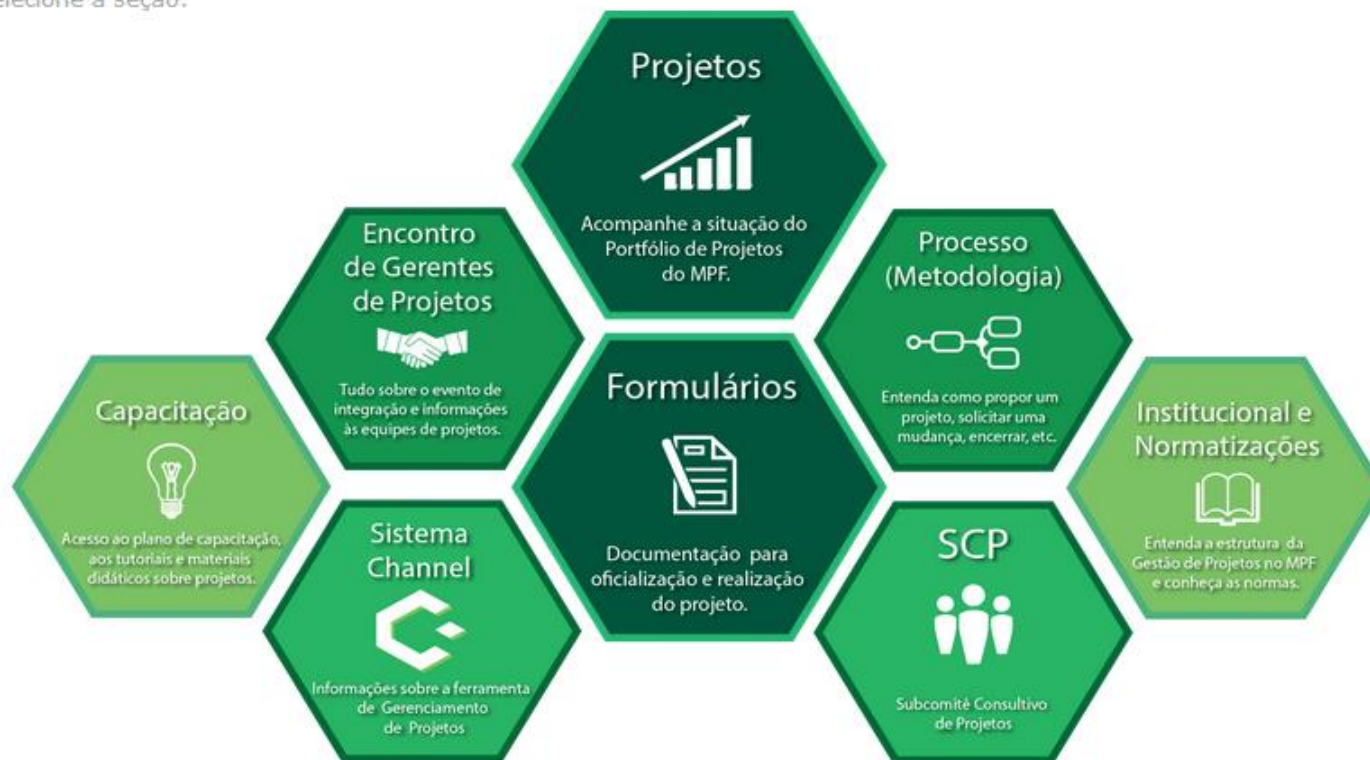 elecione a seção:
Projetos
Acompanhe a situação do
Portfólio de Projetos
do MPF.
Encontro
de Gerentes
de Projetos
Tudo sobre o evento de
integração e informações
às equipes de projetos.
Processo
(Metodologia)
Entenda como propor um
projeto, solicitar uma
mudança, encerrar, etc.
Capacitação
Acesso ao plano de capacitação,
aos tutoriais e materiais
didáticos sobre projetos.
Formulários
Documentação para
oficialização e realização
do projeto.
Institucional e
Normatizações
Entenda a estrutura da
Gestão de Projetos no MPF
e conheça as normas.
Sistema
Channel
Informações sobre a ferramenta
de Gerenciamento
de Projetos
SCP
Subcomitê Consultivo
de Projetos